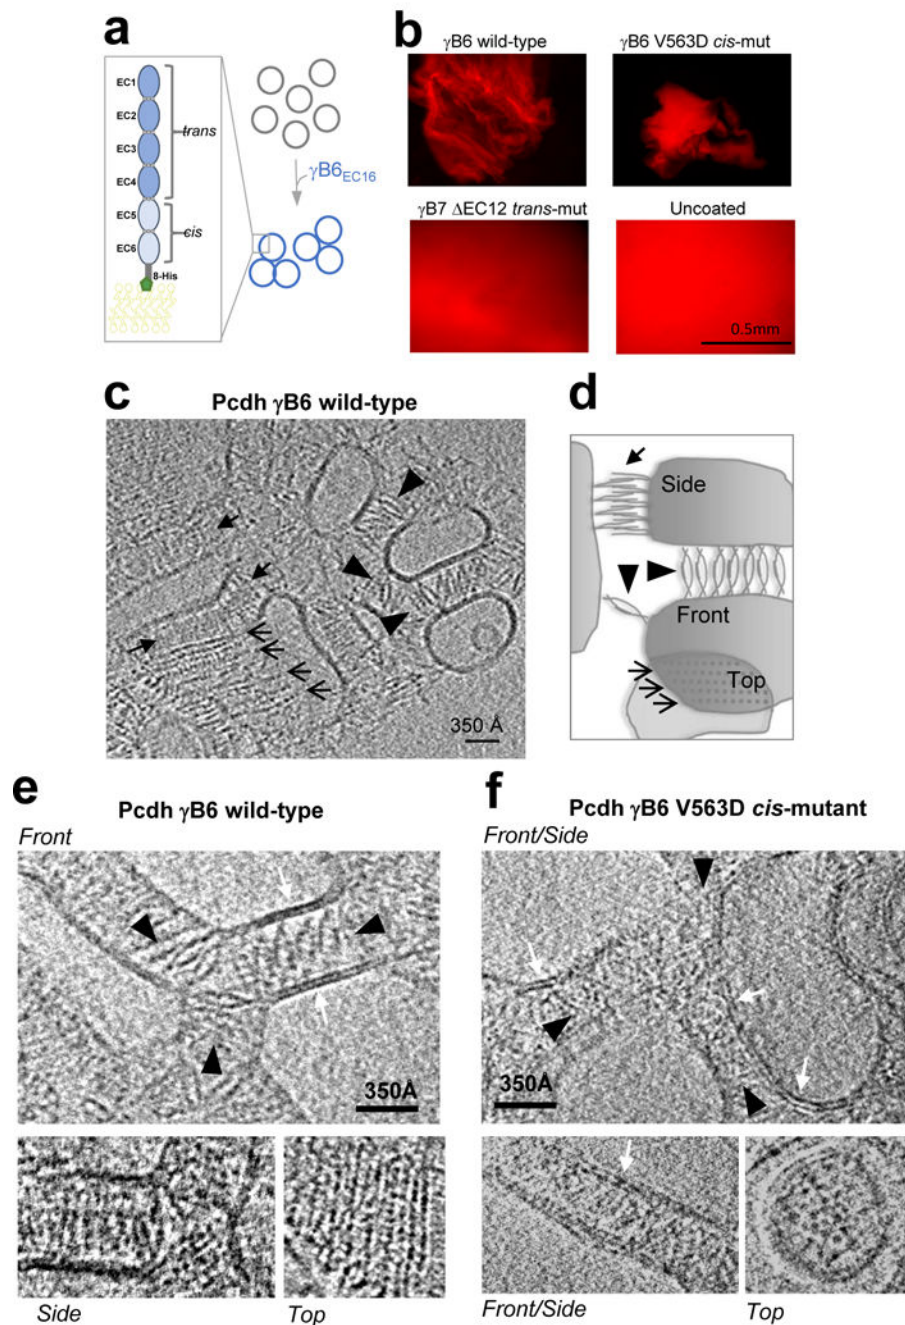 a
EC1
EC2
EC3
EC4
EC5
EC6
trans
cis
8-His
γB6EC16
b
γB6 wild-type
γB6 V563D cis-mut
γB7 ΔEC12 trans-mut
Uncoated
0.5mm
c
Pcdh γB6 wild-type
350 Å
d
Side
Front
Top
e
Pcdh γB6 wild-type
Front
350Å
Side
Top
f
Pcdh γB6 V563D cis-mutant
Front/Side
350Å
Front/Side
Top